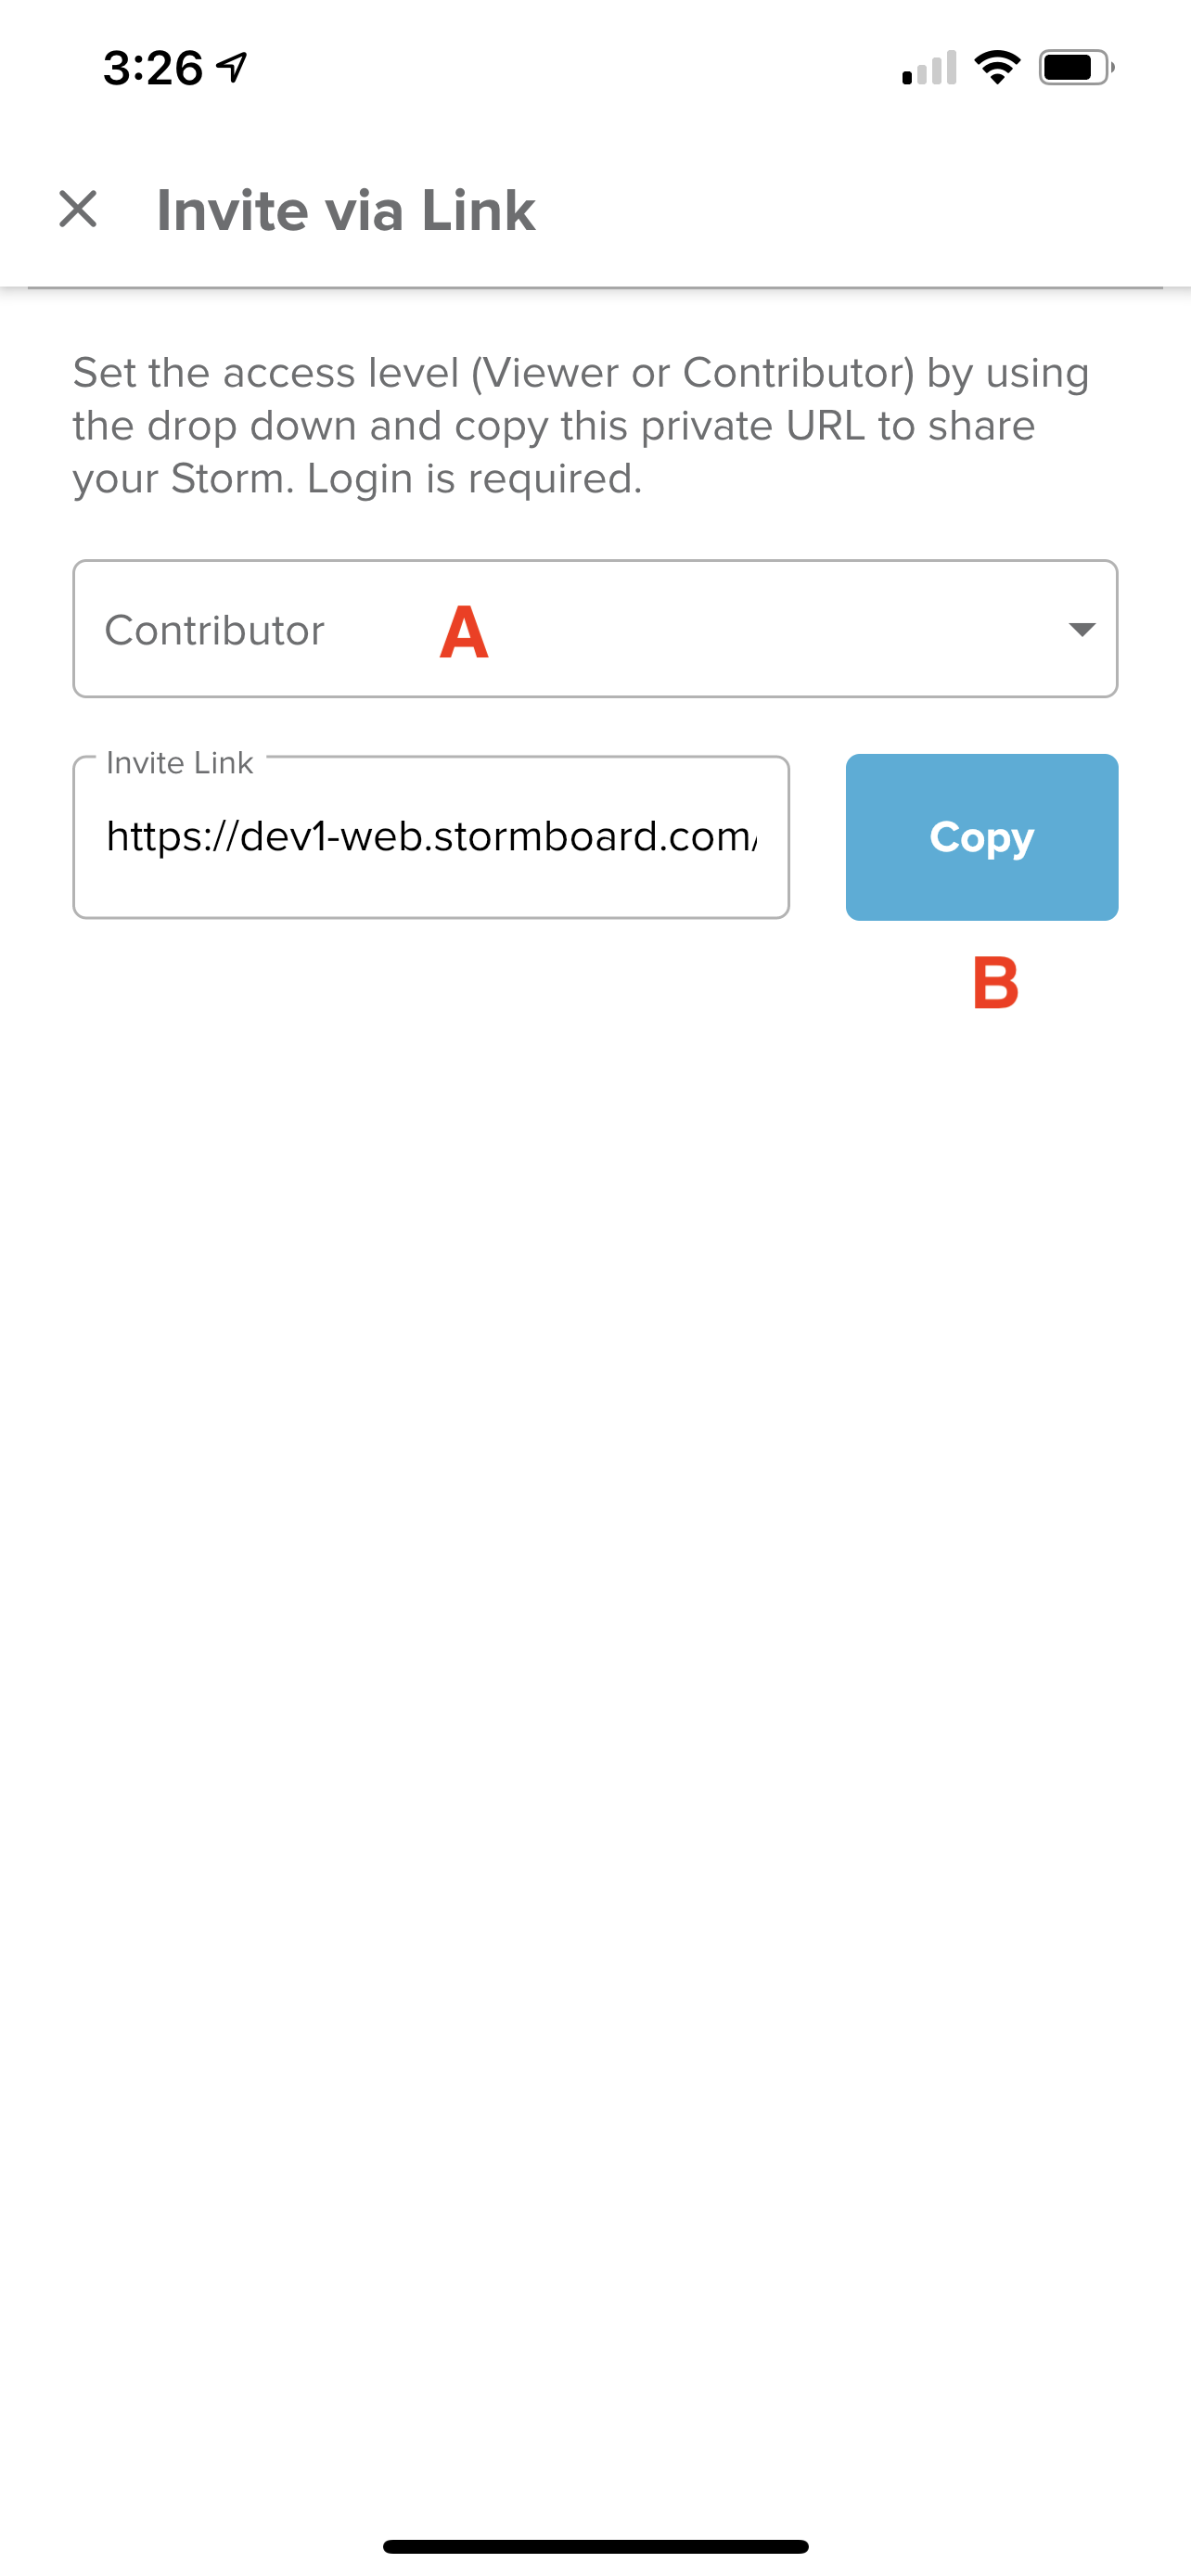 3:26
Invite via Link
Set the access level (Viewer or Contributor) by using
the drop down and copy this private URL to share
your Storm. Login is required.
Contributor A
Invite Link
https://dev1-web.stormboard.com/
Copy
B